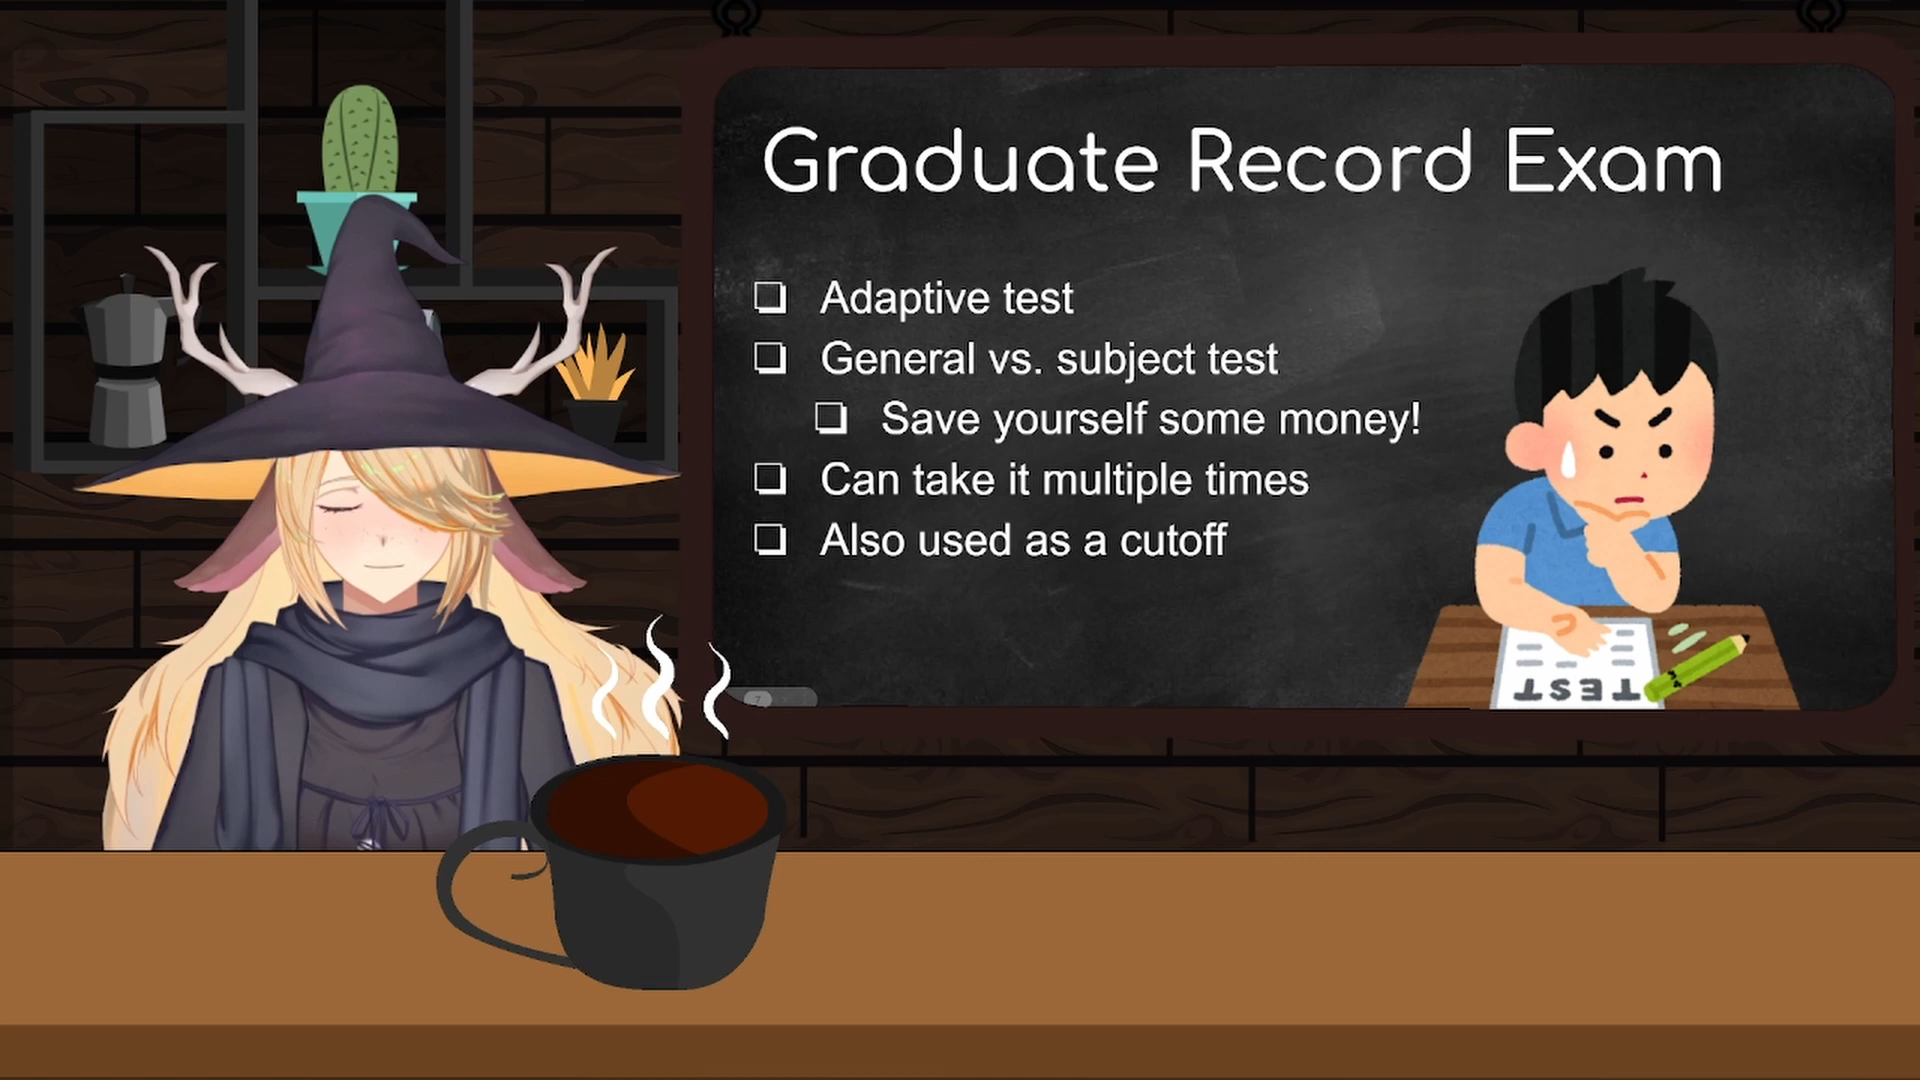 Graduate Record Exam
Adaptive test
General vs. subject test
Save yourself some money!
Can take it multiple times
Also used as a cutoff
TEST
7